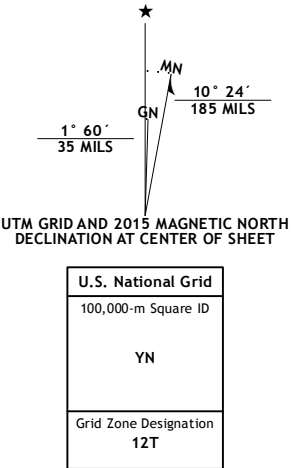 ★
MN
GN
10° 24´
185 MILS
1° 60´
35 MILS
UTM GRID AND 2015 MAGNETIC NORTH
DECLINATION AT CENTER OF SHEET
U.S. National Grid
100,000-m Square ID
YN
Grid Zone Designation
12T